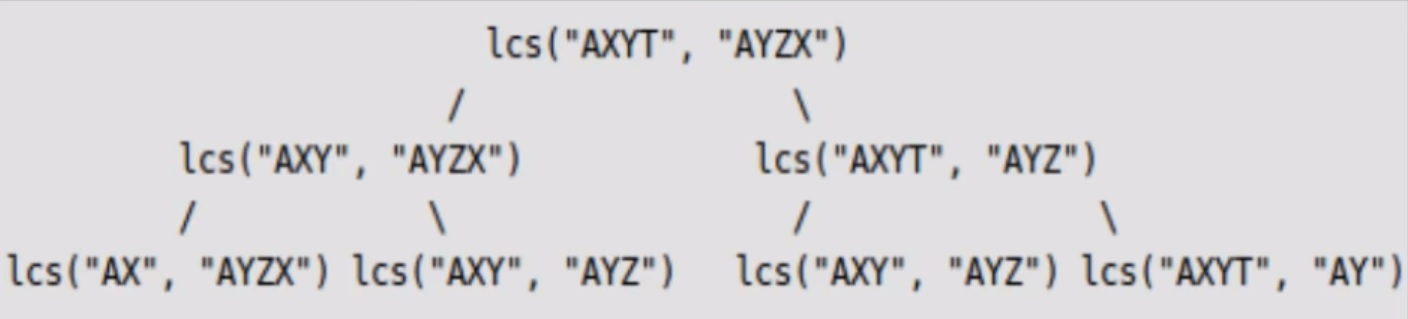 lcs("AXYT", "AYZX")
/ \
lcs("AXY", "AYZX") lcs("AXYT", "AYZ")
/ \ / \
lcs("AX", "AYZX") lcs("AXY", "AYZ") lcs("AXY", "AYZ") lcs("AXYT", "AY")